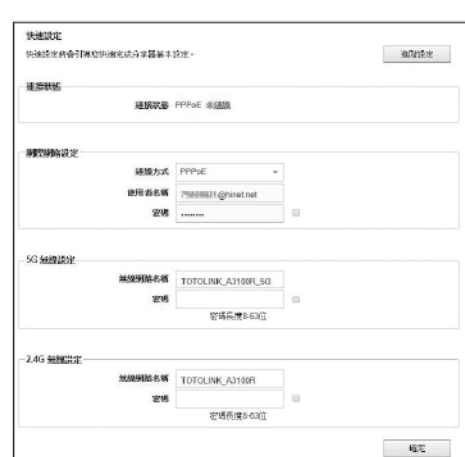 快速設定
快速設定將會引導您快速完成分享器基本設定。
進階設定
連接狀態
連接狀態 PPPoE 未連線
網際網路設定
連線方式 PPPoE
使用者名稱 @hinet.net
密碼 ........
5G 無線設定
無線網路名稱 TOTOLINK_A3100R_5G
密碼
密碼長度8-63位
2.4G 無線設定
無線網路名稱 TOTOLINK_A3100R
密碼
密碼長度8-63位
確定